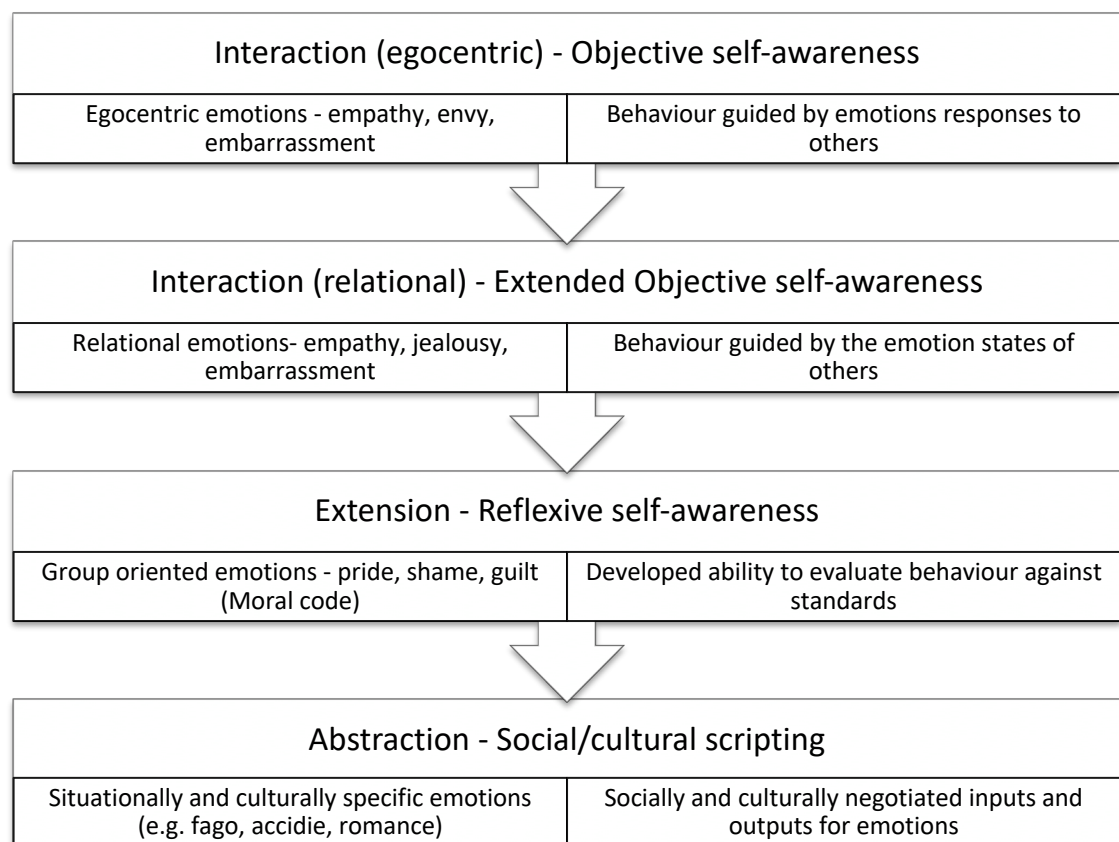 Interaction (egocentric) - Objective self-awareness
Egocentric emotions - empathy, envy,
embarrassment
Behaviour guided by emotions responses to
others
Interaction (relational) - Extended Objective self-awareness
Relational emotions- empathy, jealousy,
embarrassment
Behaviour guided by the emotion states of
others
Extension - Reflexive self-awareness
Group oriented emotions - pride, shame, guilt
(Moral code)
Developed ability to evaluate behaviour against
standards
Abstraction - Social/cultural scripting
Situationally and culturally specific emotions
(e.g. fago, accidie, romance)
Socially and culturally negotiated inputs and
outputs for emotions